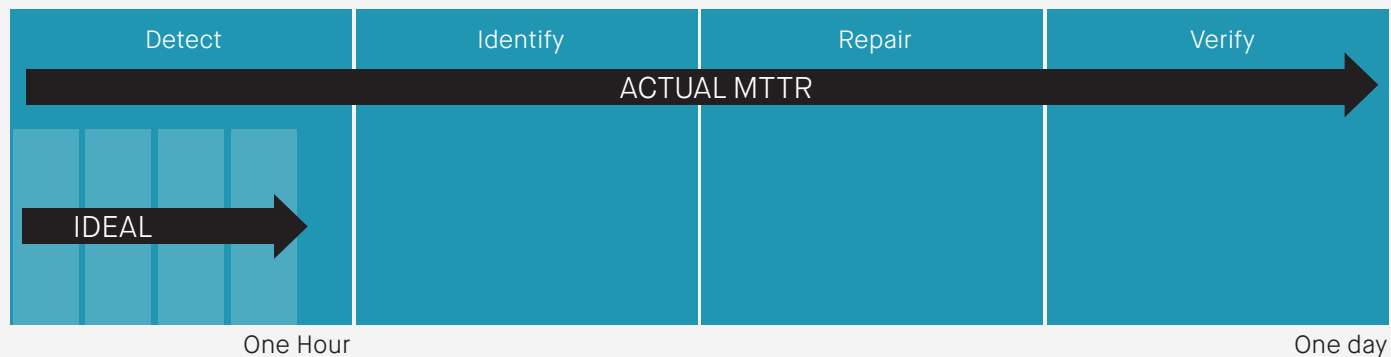 Detect
Identify
Repair
Verify
ACTUAL MTTR
IDEAL
One Hour
One day